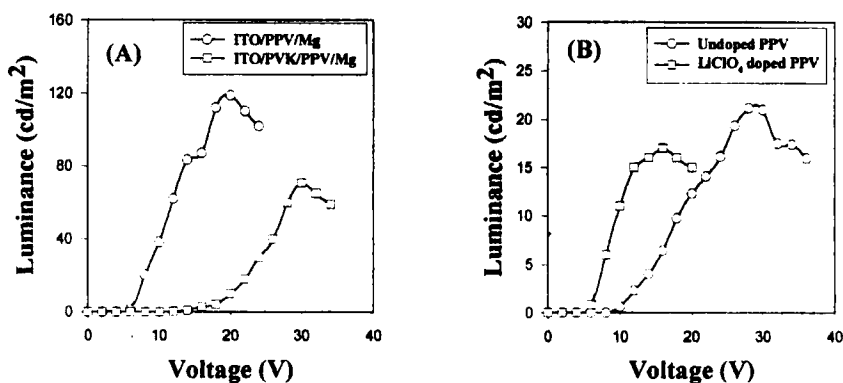 160
120
80
40
0
0 10 20 30 40
Luminance (cd/m²)
Voltage (V)
(A)
ITO/PPV/Mg
ITO/PVK/PPV/Mg
30
25
20
15
10
5
0
0 10 20 30 40
Luminance (cd/m²)
Voltage (V)
(B)
Undoped PPV
LiClO₄ doped PPV